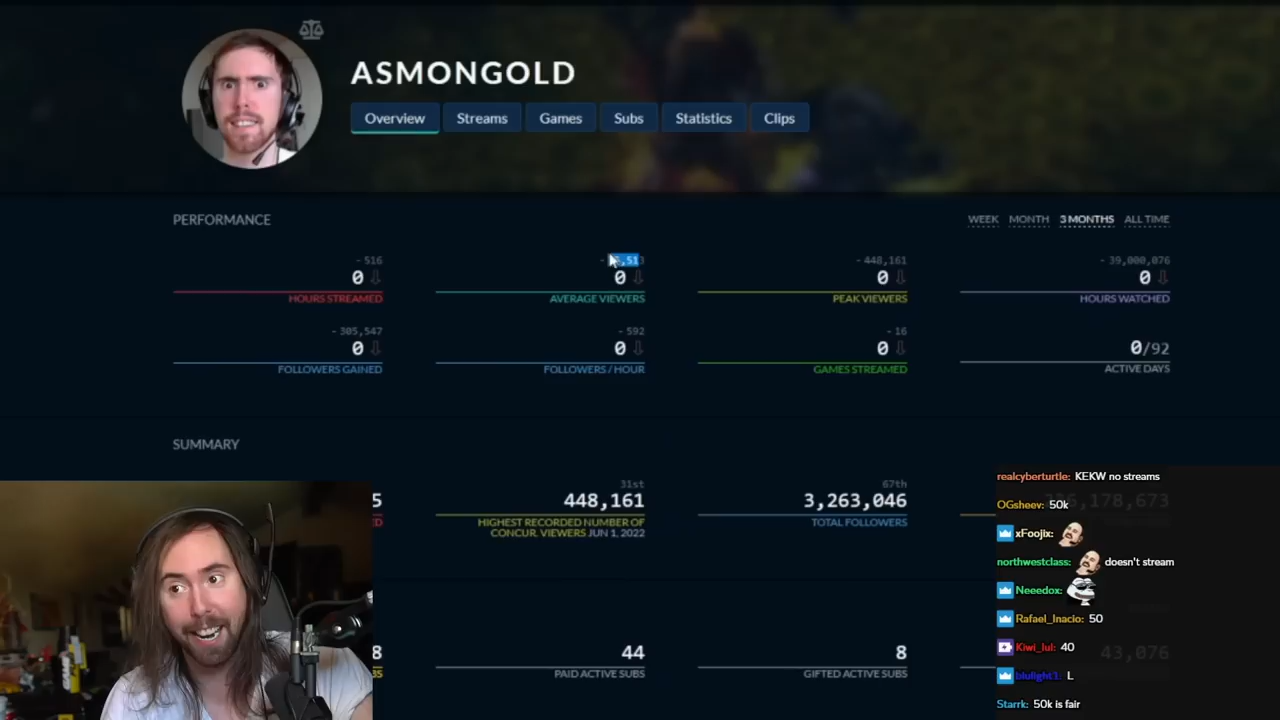 ASMONGOLD
Overview Streams Games Subs Statistics Clips
PERFORMANCE
WEEK MONTH 3 MONTHS ALL TIME
- 516
0
HOURS STREAMED
0
AVERAGE VIEWERS
- 448,161
0
PEAK VIEWERS
- 39,000,076
0
HOURS WATCHED
- 305,547
0
FOLLOWERS GAINED
- 592
0
FOLLOWERS / HOUR
- 16
0
GAMES STREAMED
0/92
ACTIVE DAYS
SUMMARY
5
31st
448,161
HIGHEST RECORDED NUMBER OF
CONCUR. VIEWERS JUN 1, 2022
67th
3,263,046
TOTAL FOLLOWERS
8
44
PAID ACTIVE SUBS
8
GIFTED ACTIVE SUBS
43,076
realcyberturtle: KEKW no streams
OGsheev: 50k
xFoojix:
northwestclass: doesn't stream
Neeedox:
Rafael_Inacio: 50
Kiwi_lul: 40
L
Starrk: 50k is fair